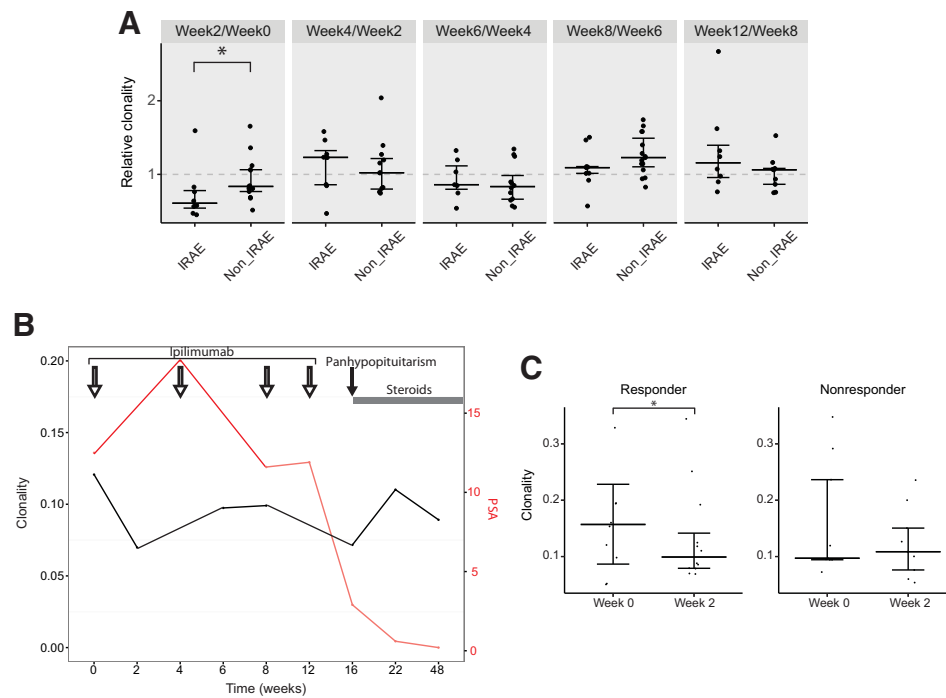 A
Week2/Week0 Week4/Week2 Week6/Week4 Week8/Week6 Week12/Week8
*
Relative clonality
2
1
IRAE Non_IRAE IRAE Non_IRAE IRAE Non_IRAE IRAE Non_IRAE IRAE Non_IRAE
B
Ipilimumab
Panhypopituitarism
Steroids
Clonality
0.20
0.15
0.10
0.05
0.00
15
10
5
0
PSA
0 2 4 6 8 12 16 22 48
Time (weeks)
C
Responder Nonresponder
*
Clonality
0.3 0.3
0.2 0.2
0.1 0.1
Week 0 Week 2 Week 0 Week 2